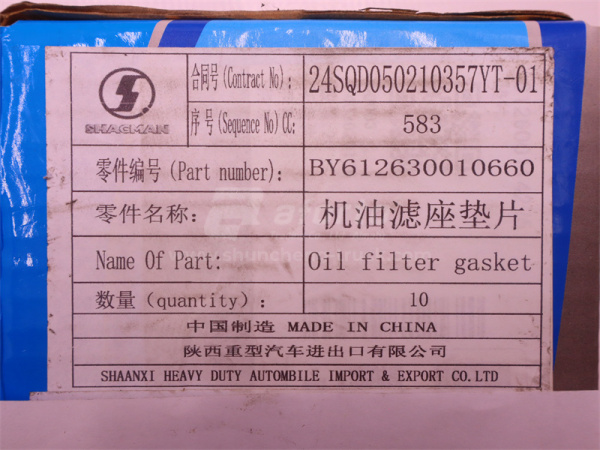 合同号(Contract No): 24SQD050210357YT-01
SHACMAN
序号(Sequence No)CC: 583
零件编号(Part number): BY612630010660
零件名称: 机油滤座垫片
Name Of Part: Oil filter gasket
数量(quantity): 10
中国制造 MADE IN CHINA
陕西重型汽车进出口有限公司
SHAANXI HEAVY DUTY AUTOMBILE IMPORT & EXPORT CO.LTD